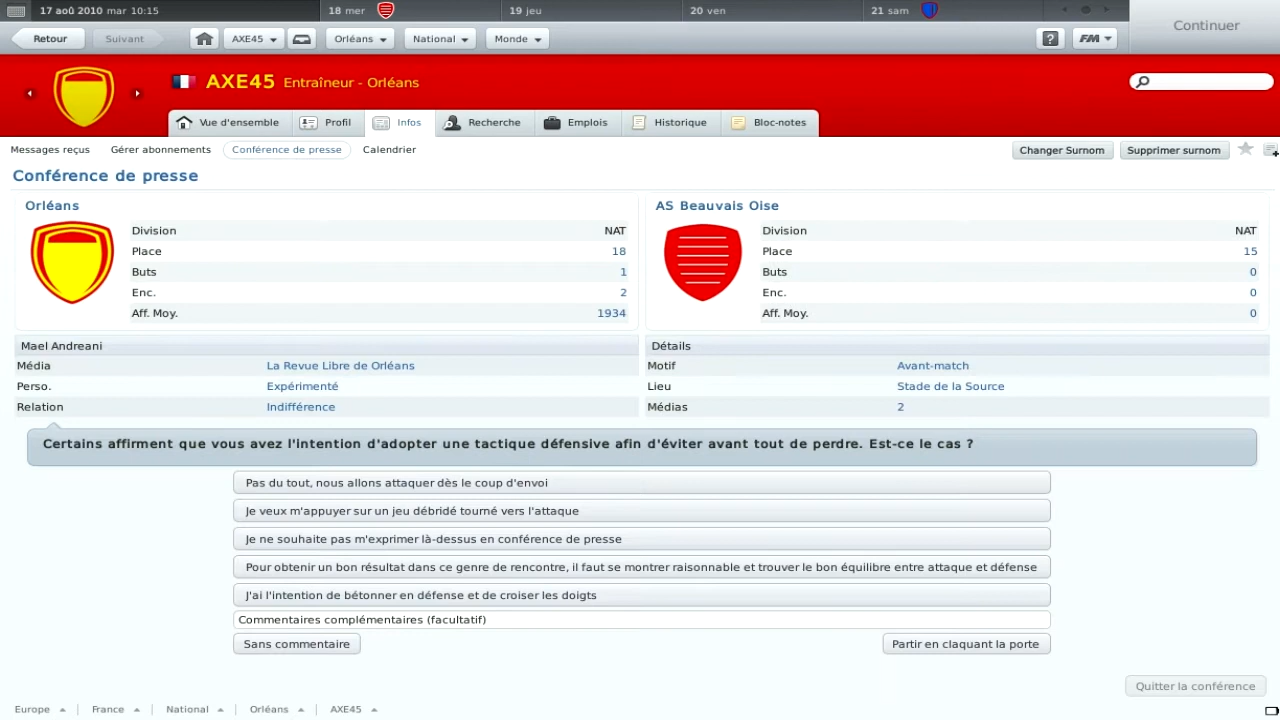 17 aoû 2010 mar 10:15
18 mer
19 jeu
20 ven
21 sam
Continuer
Retour
Suivant
AXE45
Orléans
National
Monde
?
FM
AXE45 Entraîneur - Orléans
Vue d'ensemble
Profil
Infos
Recherche
Emplois
Historique
Bloc-notes
Messages reçus
Gérer abonnements
Conférence de presse
Calendrier
Changer Surnom
Supprimer surnom
Conférence de presse
Orléans
Division NAT
Place 18
Buts 1
Enc. 2
Aff. Moy. 1934
AS Beauvais Oise
Division NAT
Place 15
Buts 0
Enc. 0
Aff. Moy. 0
Mael Andreani
Média La Revue Libre de Orléans
Perso. Expérimenté
Relation Indifférence
Détails
Motif Avant-match
Lieu Stade de la Source
Médias 2
Certains affirment que vous avez l'intention d'adopter une tactique défensive afin d'éviter avant tout de perdre. Est-ce le cas ?
Pas du tout, nous allons attaquer dès le coup d'envoi
Je veux m'appuyer sur un jeu débridé tourné vers l'attaque
Je ne souhaite pas m'exprimer là-dessus en conférence de presse
Pour obtenir un bon résultat dans ce genre de rencontre, il faut se montrer raisonnable et trouver le bon équilibre entre attaque et défense
J'ai l'intention de bétonner en défense et de croiser les doigts
Commentaires complémentaires (facultatif)
Sans commentaire
Partir en claquant la porte
Quitter la conférence
Europe
France
National
Orléans
AXE45